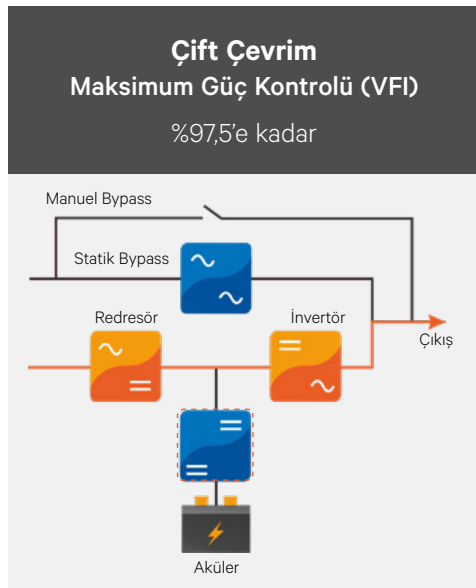 Çift Çevrim
Maksimum Güç Kontrolü (VFI)
%97,5'e kadar
Manuel Bypass
Statik Bypass
Redresör
İnvertör
Çıkış
Aküler